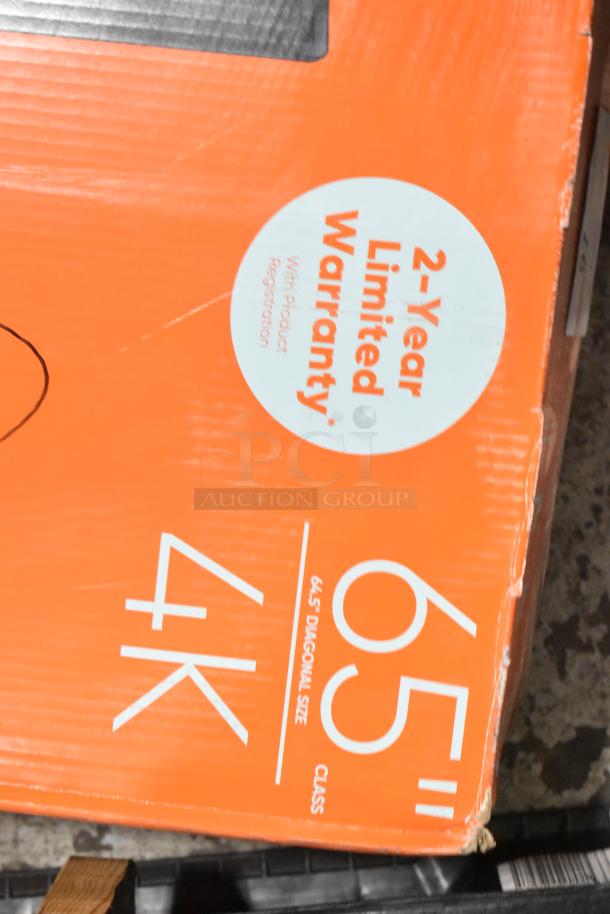 2-Year
Limited
Warranty*
With Product
Registration
65" CLASS
64.5" DIAGONAL SIZE
4K
PCI
AUCTION GROUP